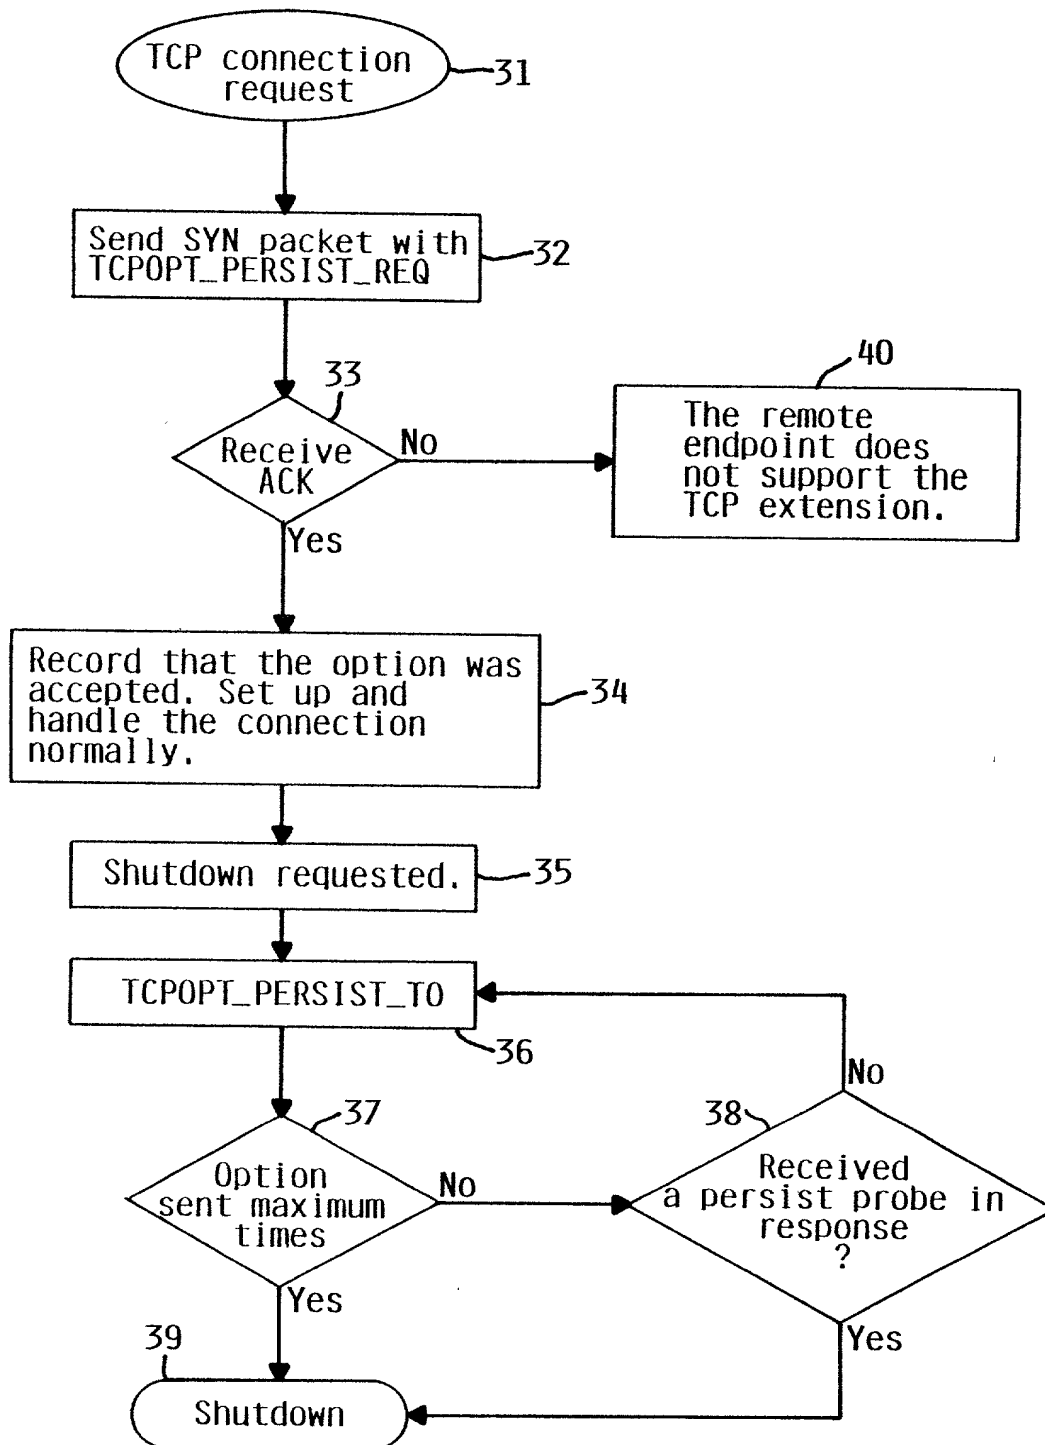 TCP connection
request
31
Send SYN packet with
TCPOPT_PERSIST_REQ
32
33
Receive
ACK
No
Yes
40
The remote
endpoint does
not support the
TCP extension.
Record that the option was
accepted. Set up and
handle the connection
normally.
34
Shutdown requested.
35
TCPOPT_PERSIST_TO
36
37
Option
sent maximum
times
No
Yes
38
Received
a persist probe in
response
?
No
Yes
39
Shutdown